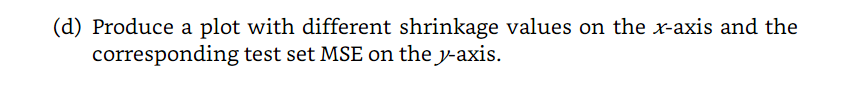 (d) Produce a plot with different shrinkage values on the x-axis and the
corresponding test set MSE on the y-axis.